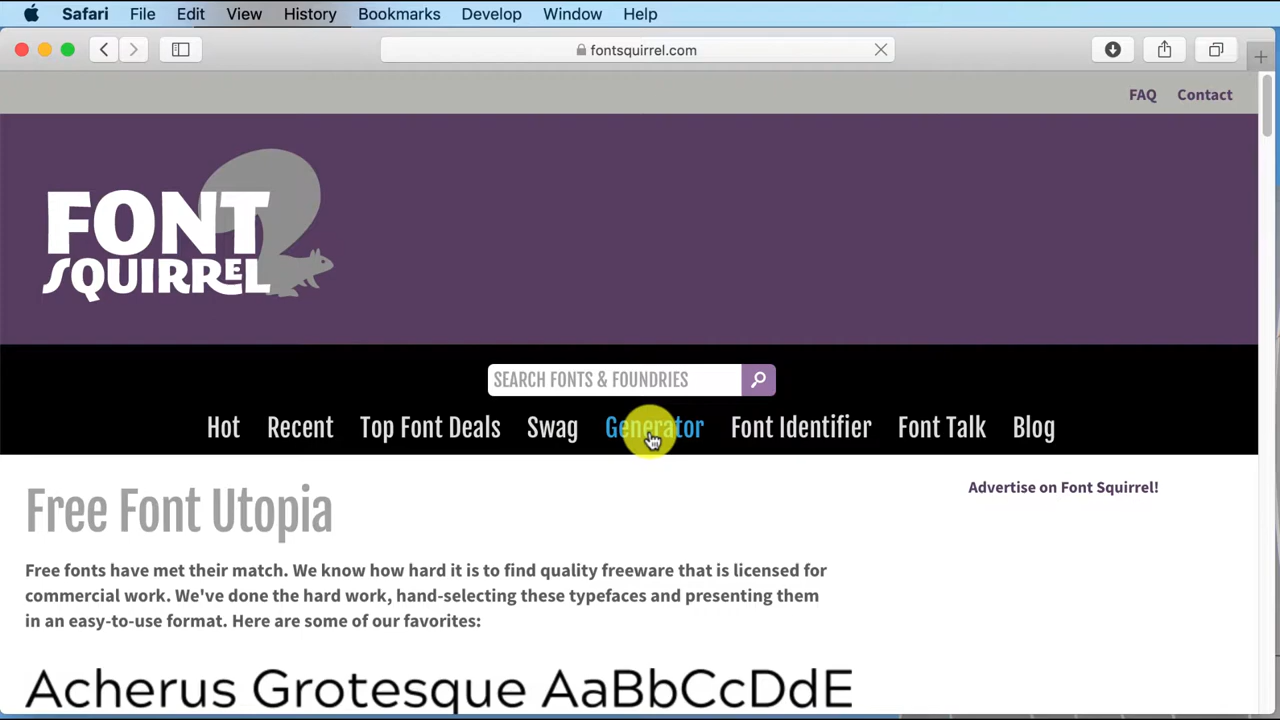 Safari File Edit View History Bookmarks Develop Window Help
fontsquirrel.com
FAQ Contact
FONT
SQUIRREL
SEARCH FONTS & FOUNDRIES
Hot Recent Top Font Deals Swag Generator Font Identifier Font Talk Blog
Free Font Utopia
Advertise on Font Squirrel!
Free fonts have met their match. We know how hard it is to find quality freeware that is licensed for
commercial work. We've done the hard work, hand-selecting these typefaces and presenting them
in an easy-to-use format. Here are some of our favorites:
Acherus Grotesque AaBbCcDdE